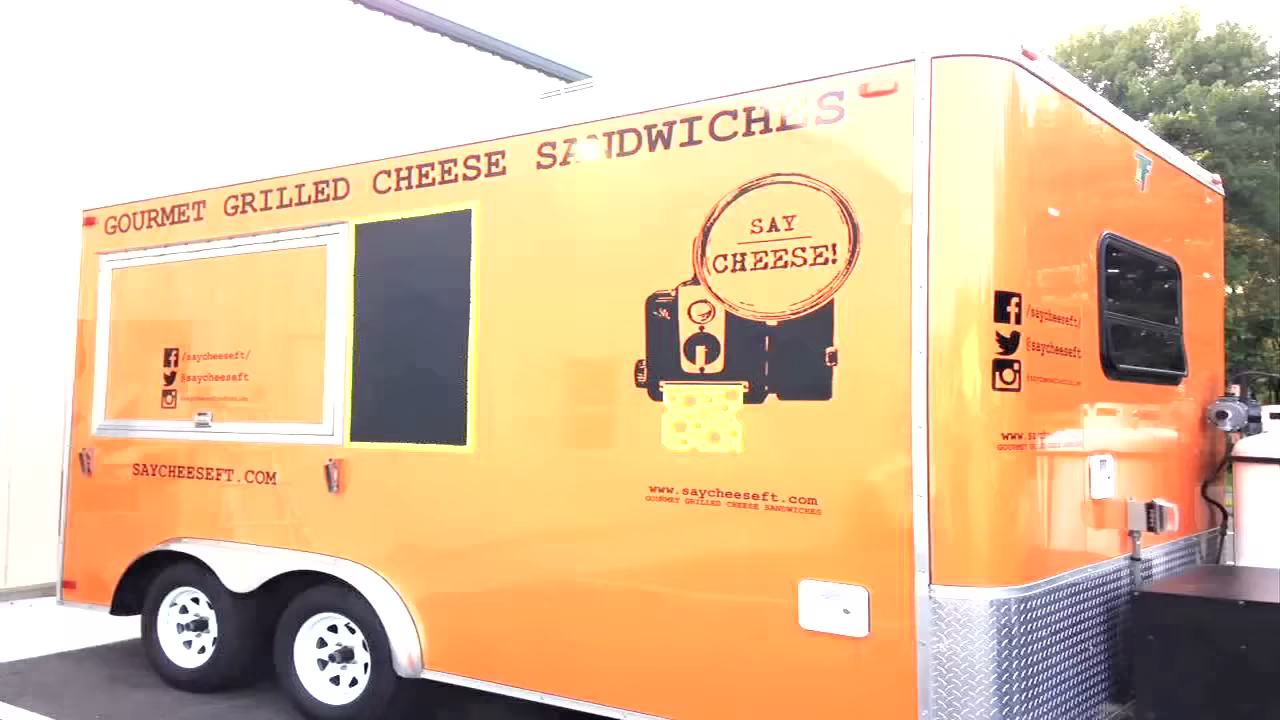 GOURMET GRILLED CHEESE SANDWICHES
SAY
CHEESE!
/saycheeseft/
@saycheeseft
SAYCHEESEFT.COM
www.saycheeseft.com
GOURMET GRILLED CHEESE SANDWICHES
/saycheeseft/
@saycheeseft